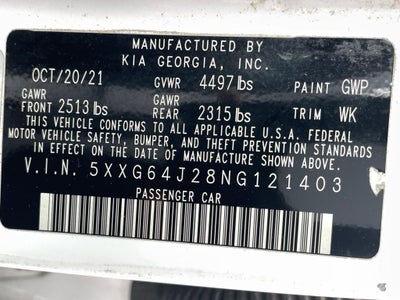 MANUFACTURED BY
KIA GEORGIA, INC.
OCT/20/21 GVWR 4497 lbs PAINT GWP
GAWR FRONT 2513 lbs GAWR REAR 2315 lbs TRIM WK
THIS VEHICLE CONFORMS TO ALL APPLICABLE U.S.A. FEDERAL
MOTOR VEHICLE SAFETY, BUMPER, AND THEFT PREVENTION STANDARDS
IN EFFECT ON THE DATE OF MANUFACTURE SHOWN ABOVE.
V.I.N. 5XXG64J28NG121403
PASSENGER CAR